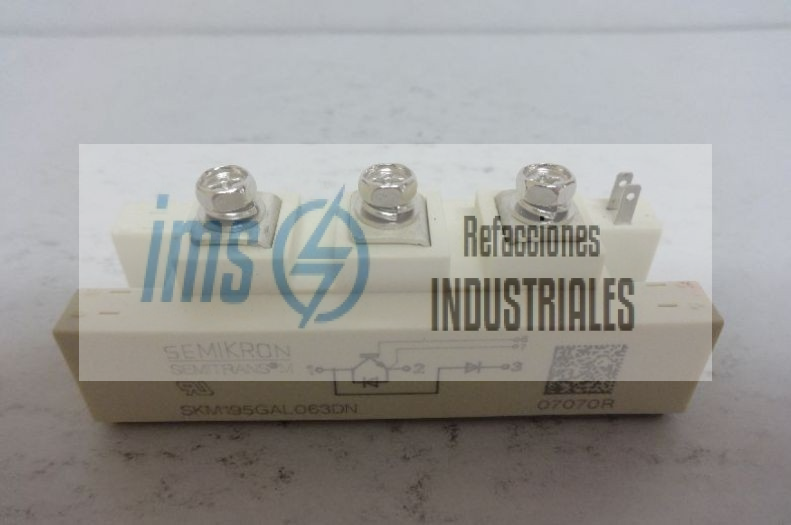 ims
Refacciones
INDUSTRIALES
SEMIKRON
SEMITRANS® M
1
2
3
SKM195GAL063DN
07070R